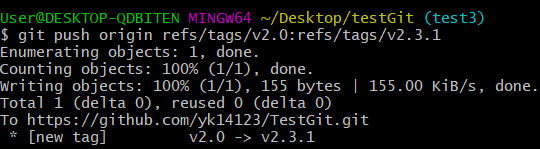 User@DESKTOP-QDBITEN MINGW64 ~/Desktop/testGit (test3)
$ git push origin refs/tags/v2.0:refs/tags/v2.3.1
Enumerating objects: 1, done.
Counting objects: 100% (1/1), done.
Writing objects: 100% (1/1), 155 bytes | 155.00 KiB/s, done.
Total 1 (delta 0), reused 0 (delta 0)
To https://github.com/yk14123/TestGit.git
 * [new tag]         v2.0 -> v2.3.1